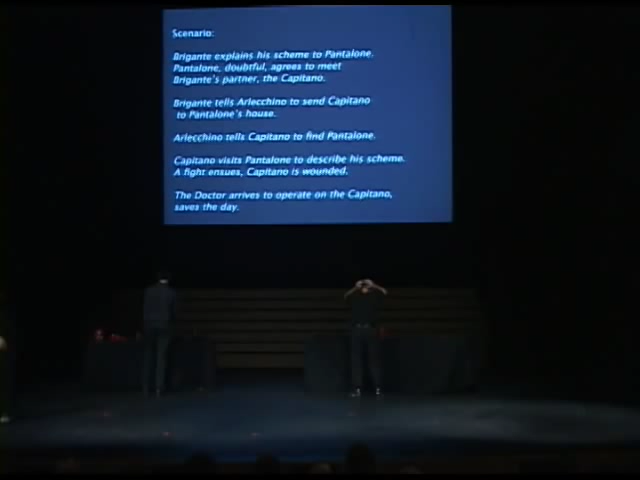 Scenario:
Brigante explains his scheme to Pantalone.
Pantalone, doubtful, agrees to meet
Brigante's partner, the Capitano.
Brigante tells Arlecchino to send Capitano
to Pantalone's house.
Arlecchino tells Capitano to find Pantalone.
Capitano visits Pantalone to describe his scheme.
A fight ensues, Capitano is wounded.
The Doctor arrives to operate on the Capitano,
saves the day.